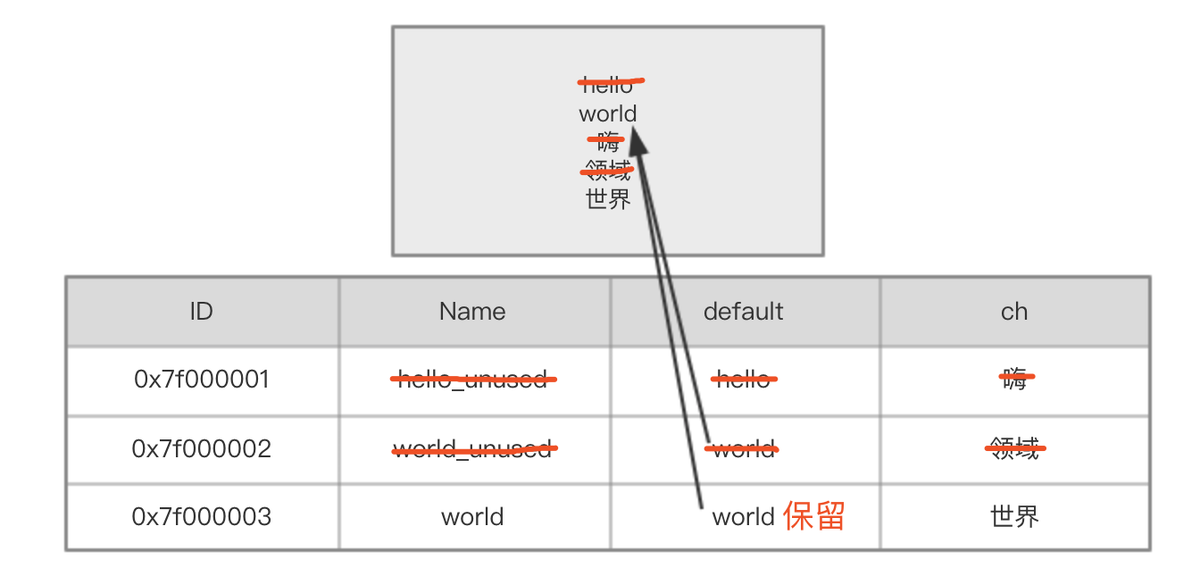 hello
world
嗨
领域
世界
ID Name default ch
0x7f000001 hello_unused hello 嗨
0x7f000002 world_unused world 领域
0x7f000003 world world 保留 世界